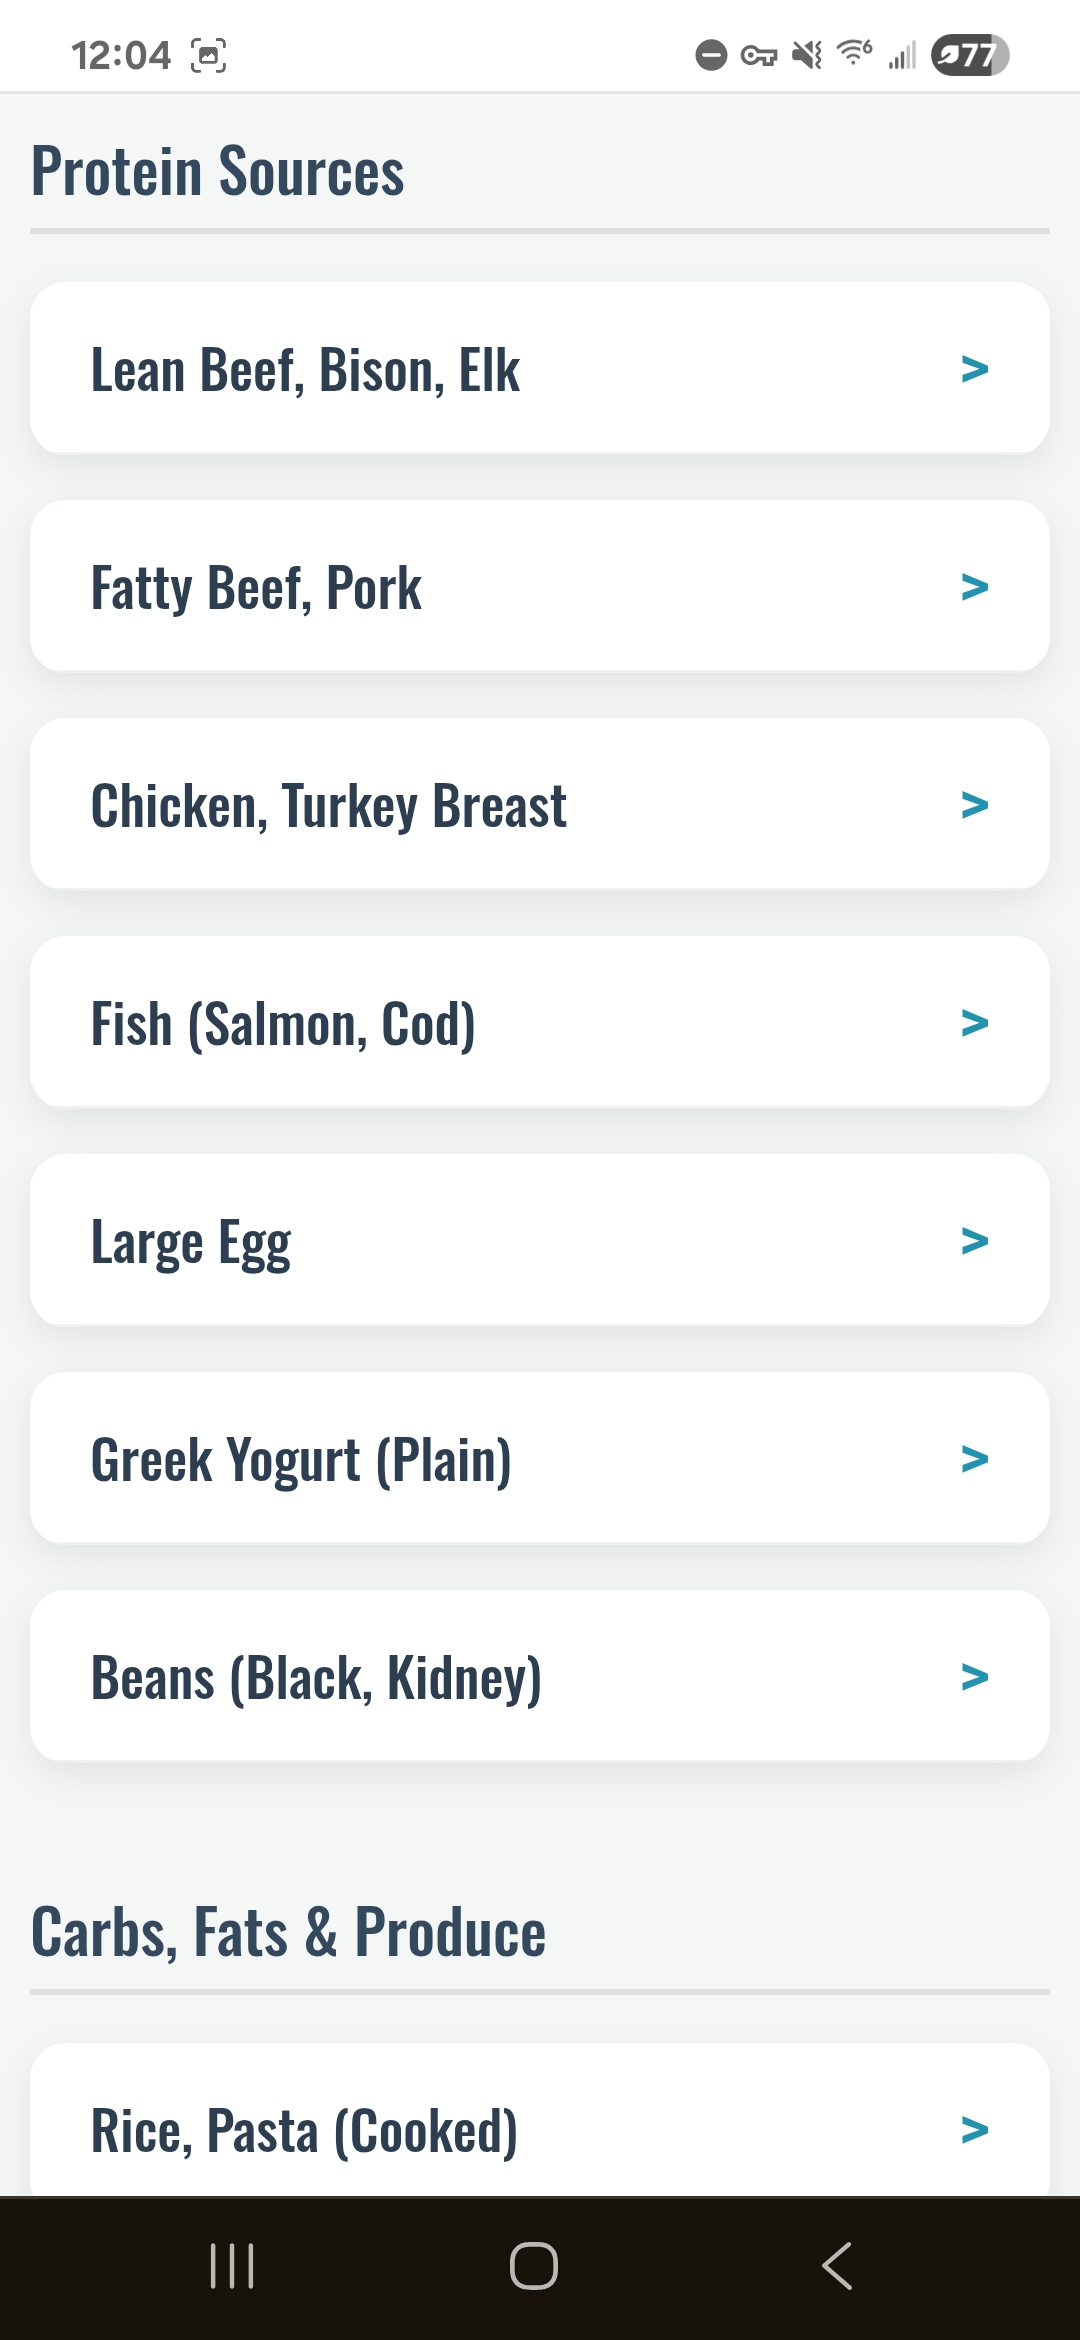 12:04
6
77
Protein Sources
Lean Beef, Bison, Elk >
Fatty Beef, Pork >
Chicken, Turkey Breast >
Fish (Salmon, Cod) >
Large Egg >
Greek Yogurt (Plain) >
Beans (Black, Kidney) >
Carbs, Fats & Produce
Rice, Pasta (Cooked) >